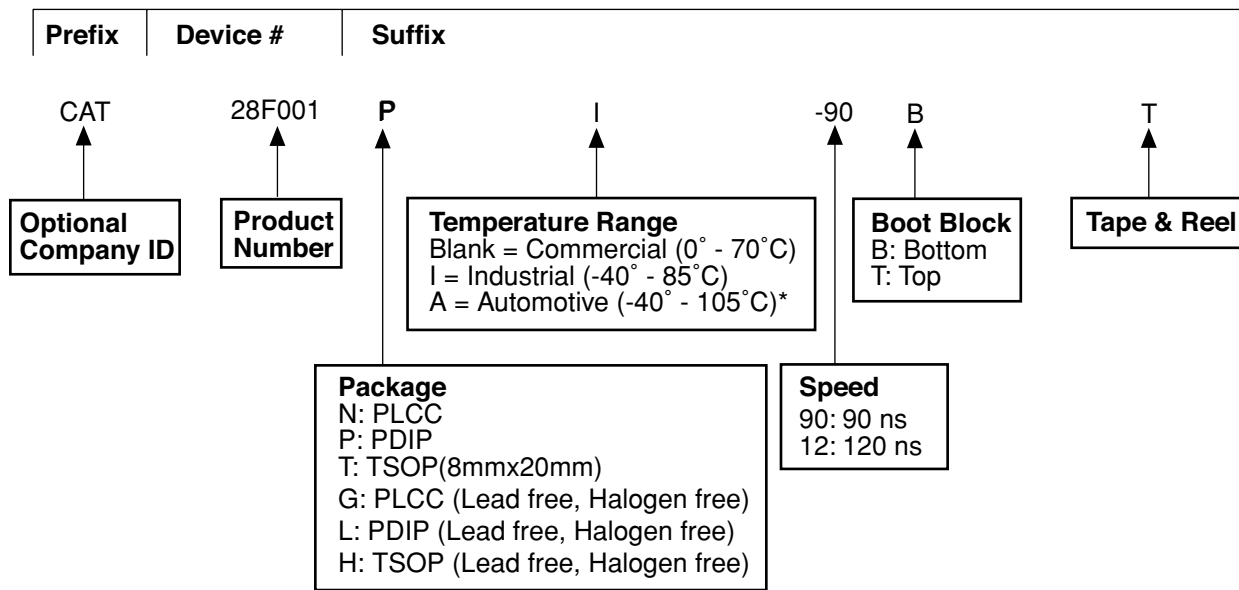 Prefix Device # Suffix
CAT 28F001 P I -90 B T
Optional
Company ID
Product
Number
Temperature Range
Blank = Commercial (0˚ - 70˚C)
I = Industrial (-40˚ - 85˚C)
A = Automotive (-40˚ - 105˚C)*
Boot Block
B: Bottom
T: Top
Tape & Reel
Package
N: PLCC
P: PDIP
T: TSOP(8mmx20mm)
G: PLCC (Lead free, Halogen free)
L: PDIP (Lead free, Halogen free)
H: TSOP (Lead free, Halogen free)
Speed
90: 90 ns
12: 120 ns